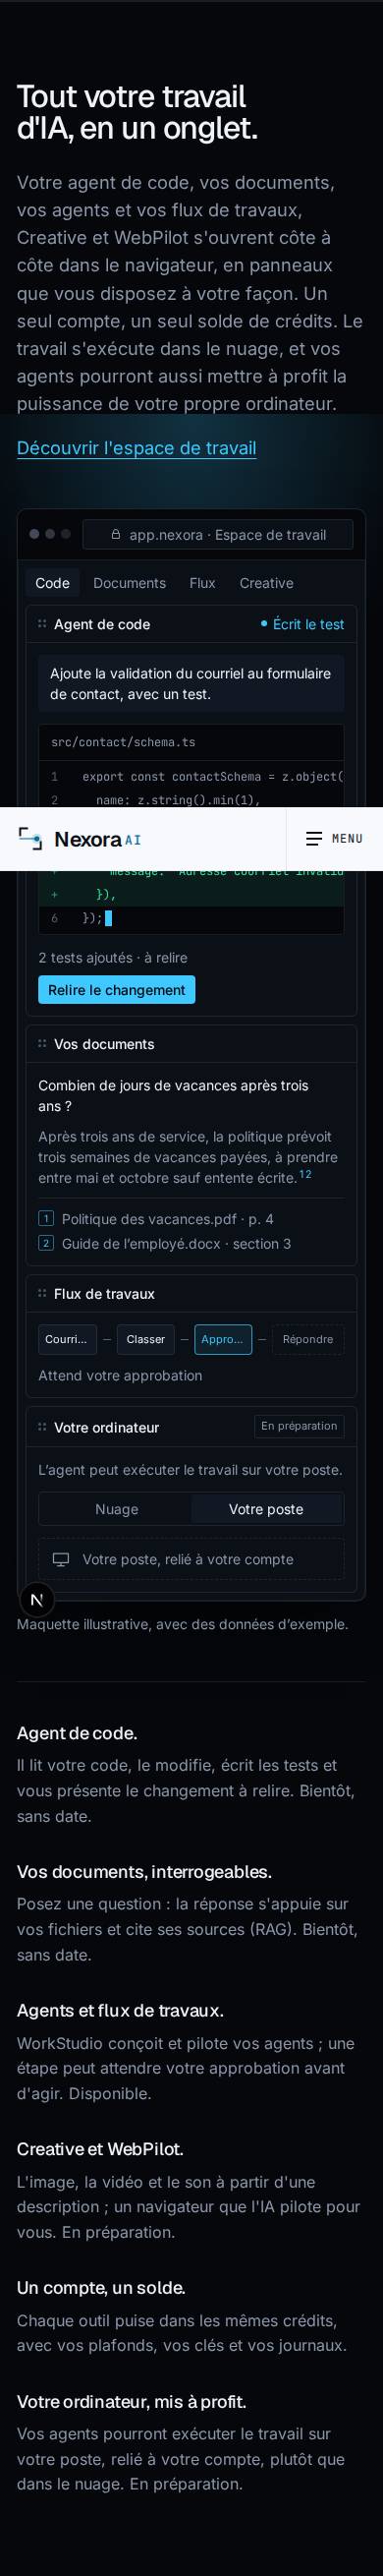 Tout votre travail
d'IA, en un onglet.
Votre agent de code, vos documents,
vos agents et vos flux de travaux,
Creative et WebPilot s'ouvrent côte à
côte dans le navigateur, en panneaux
que vous disposez à votre façon. Un
seul compte, un seul solde de crédits. Le
travail s'exécute dans le nuage, et vos
agents pourront aussi mettre à profit la
puissance de votre propre ordinateur.
Découvrir l'espace de travail
app.nexora · Espace de travail
Code Documents Flux Creative
Agent de code Écrit le test
Ajoute la validation du courriel au formulaire
de contact, avec un test.
src/contact/schema.ts
1 export const contactSchema = z.object(
2 name: z.string().min(1),
Nexora AI MENU
+ message: "Adresse courriel invalid
+ }),
6 });
2 tests ajoutés · à relire
Relire le changement
Vos documents
Combien de jours de vacances après trois
ans ?
Après trois ans de service, la politique prévoit
trois semaines de vacances payées, à prendre
entre mai et octobre sauf entente écrite.12
1 Politique des vacances.pdf · p. 4
2 Guide de l’employé.docx · section 3
Flux de travaux
Courri… — Classer — Appro… — Répondre
Attend votre approbation
Votre ordinateur En préparation
L’agent peut exécuter le travail sur votre poste.
Nuage Votre poste
Votre poste, relié à votre compte
N
Maquette illustrative, avec des données d’exemple.
Agent de code.
Il lit votre code, le modifie, écrit les tests et
vous présente le changement à relire. Bientôt,
sans date.
Vos documents, interrogeables.
Posez une question : la réponse s'appuie sur
vos fichiers et cite ses sources (RAG). Bientôt,
sans date.
Agents et flux de travaux.
WorkStudio conçoit et pilote vos agents ; une
étape peut attendre votre approbation avant
d'agir. Disponible.
Creative et WebPilot.
L'image, la vidéo et le son à partir d'une
description ; un navigateur que l'IA pilote pour
vous. En préparation.
Un compte, un solde.
Chaque outil puise dans les mêmes crédits,
avec vos plafonds, vos clés et vos journaux.
Votre ordinateur, mis à profit.
Vos agents pourront exécuter le travail sur
votre poste, relié à votre compte, plutôt que
dans le nuage. En préparation.